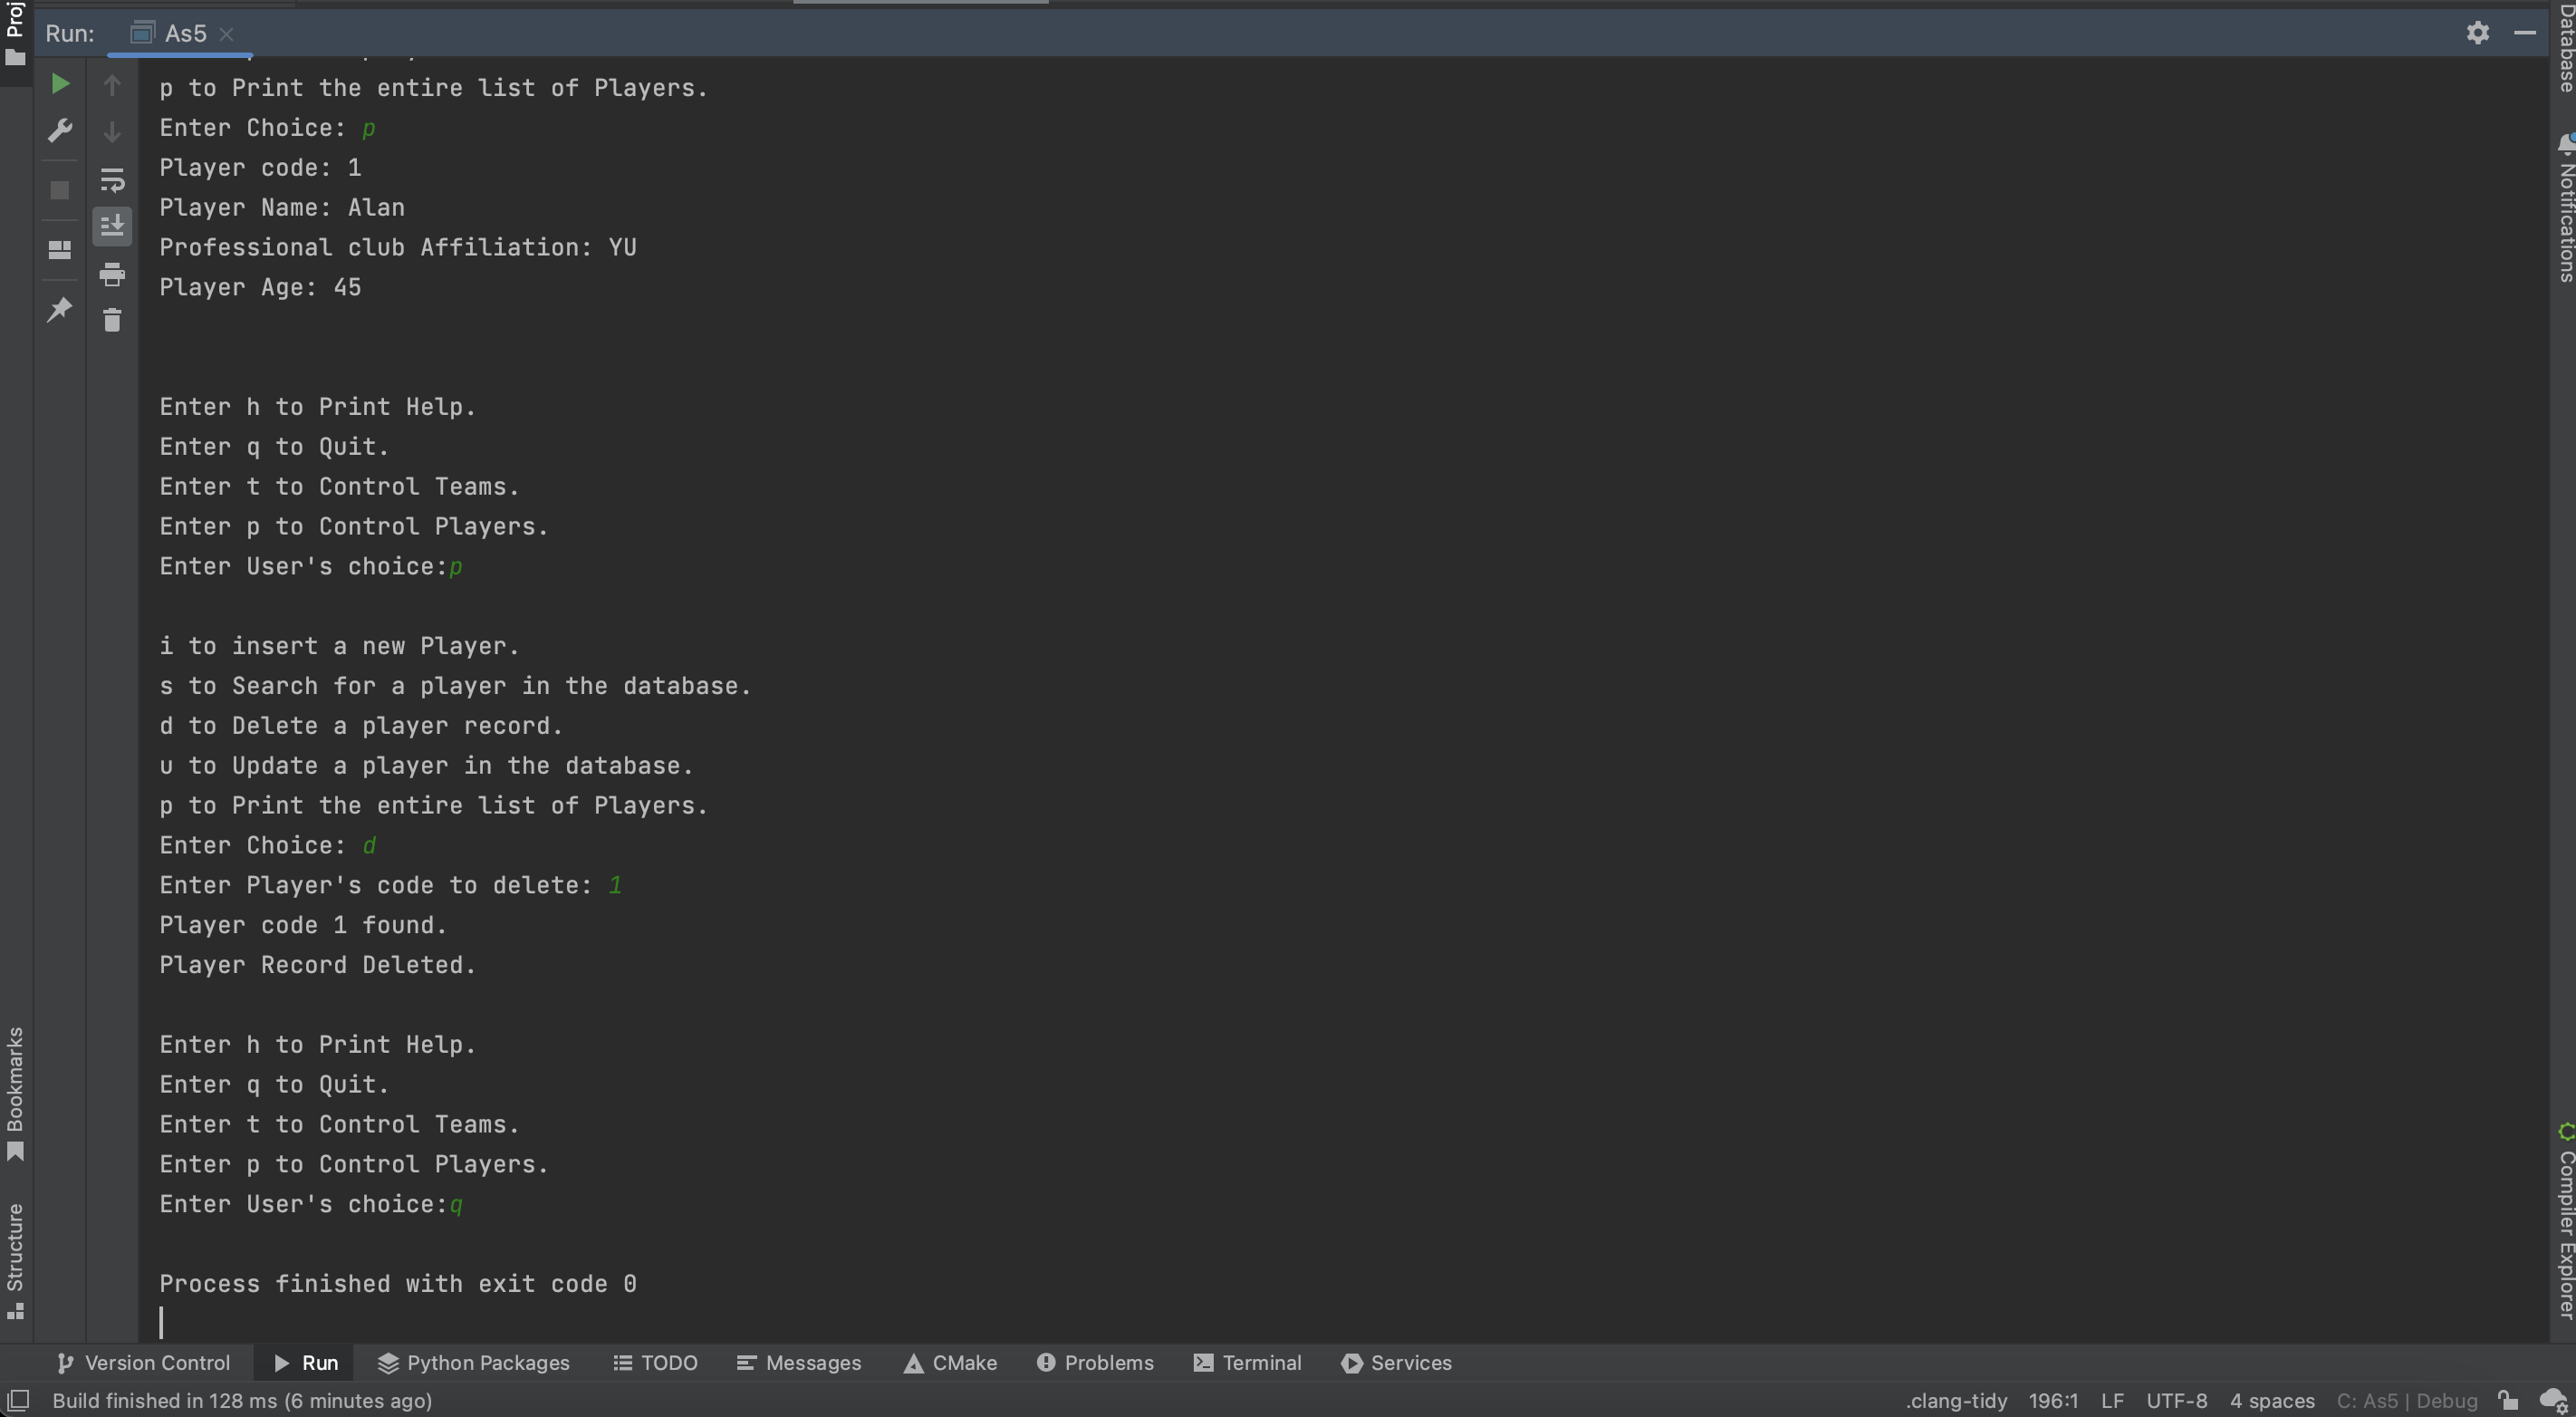 Proj
Run: As5
p to Print the entire list of Players.
Enter Choice: p
Player code: 1
Player Name: Alan
Professional club Affiliation: YU
Player Age: 45
Enter h to Print Help.
Enter q to Quit.
Enter t to Control Teams.
Enter p to Control Players.
Enter User's choice:p
i to insert a new Player.
s to Search for a player in the database.
d to Delete a player record.
u to Update a player in the database.
p to Print the entire list of Players.
Enter Choice: d
Enter Player's code to delete: 1
Player code 1 found.
Player Record Deleted.
Enter h to Print Help.
Enter q to Quit.
Enter t to Control Teams.
Enter p to Control Players.
Enter User's choice:q
Process finished with exit code 0
Bookmarks
Structure
Database
Notifications
Compiler Explorer
Version Control Run Python Packages TODO Messages CMake Problems Terminal Services
Build finished in 128 ms (6 minutes ago) .clang-tidy 196:1 LF UTF-8 4 spaces C: As5 | Debug